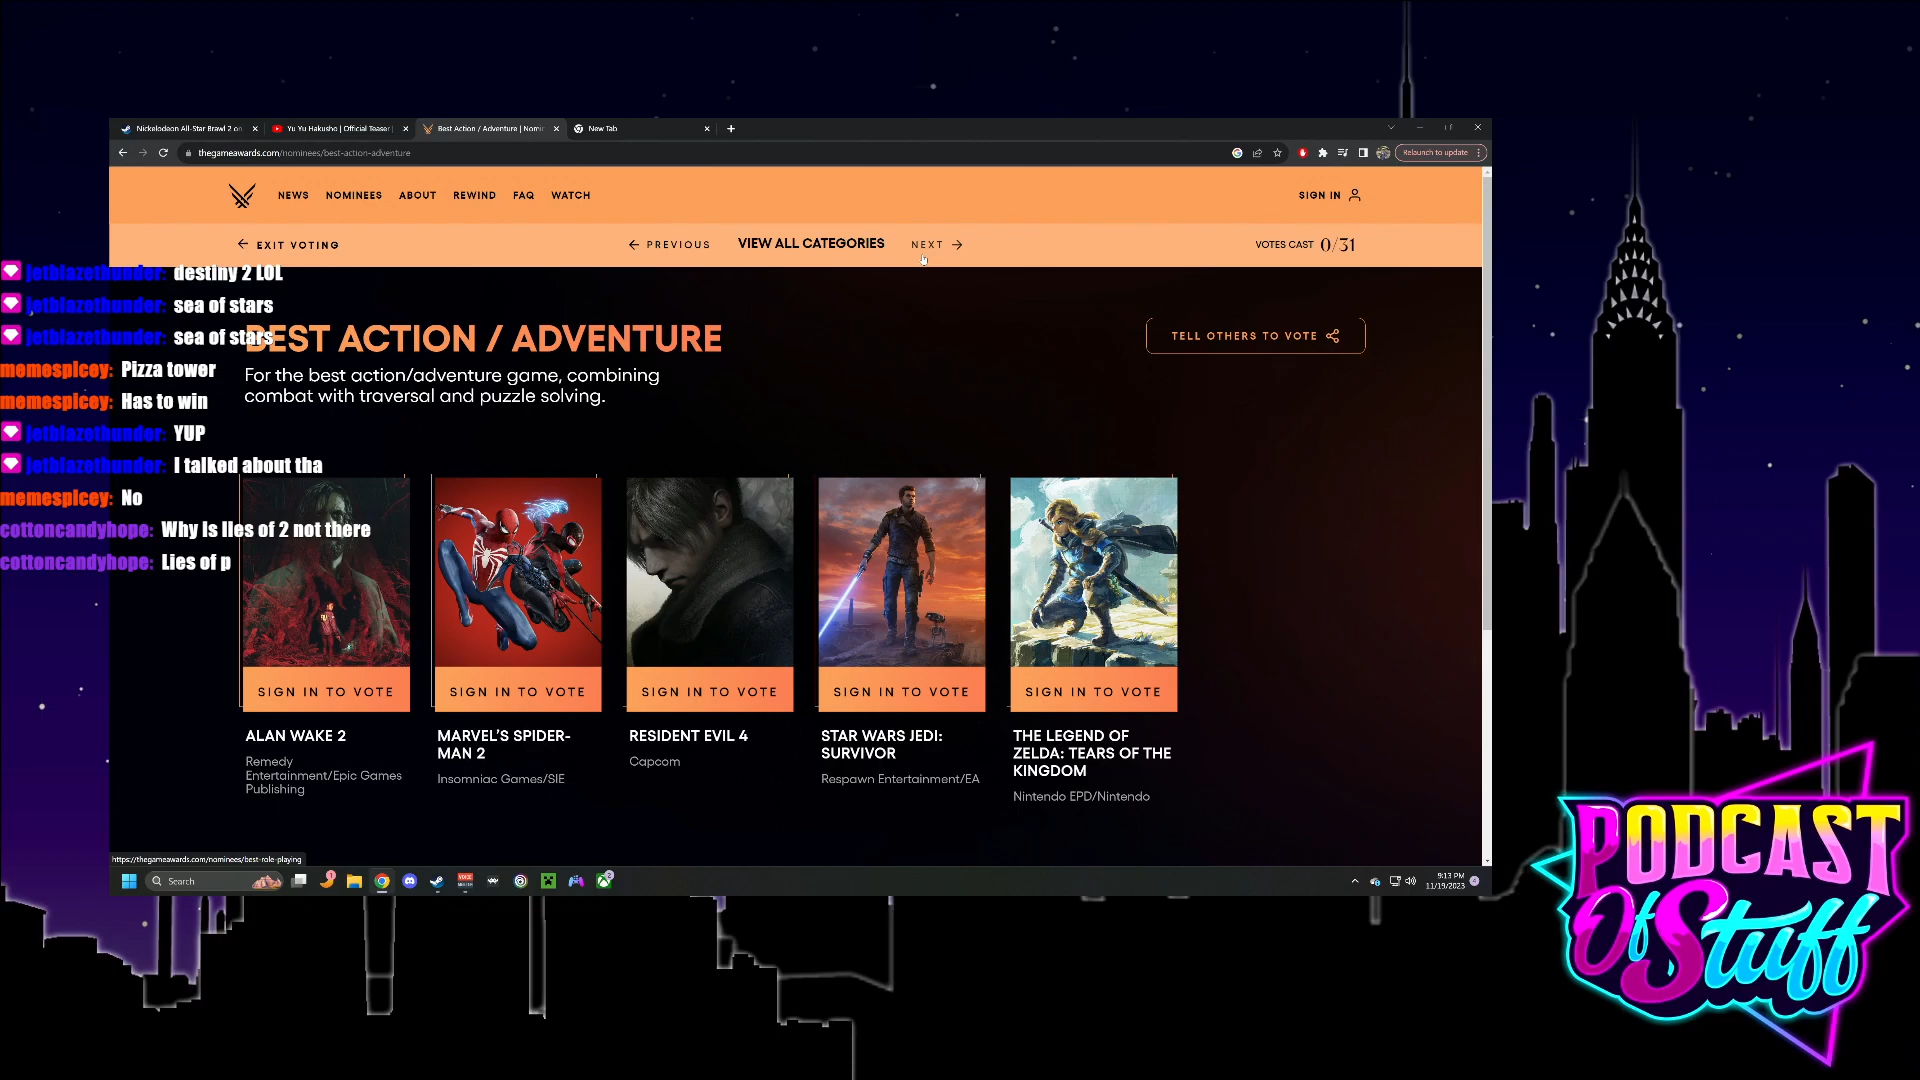 Nickelodeon All-Star Brawl 2 on
Yu Yu Hakusho | Official Teaser |
Best Action / Adventure | Nomin
New Tab
thegameawards.com/nominees/best-action-adventure
Relaunch to update
NEWS NOMINEES ABOUT REWIND FAQ WATCH
SIGN IN
EXIT VOTING
PREVIOUS
VIEW ALL CATEGORIES
NEXT
VOTES CAST 0/31
jetblazethunder: destiny 2 LOL
jetblazethunder: sea of stars
jetblazethunder: sea of stars
memespicey: Pizza tower
memespicey: Has to win
jetblazethunder: YUP
jetblazethunder: I talked about tha
memespicey: No
cottoncandyhope: Why is lies of 2 not there
cottoncandyhope: Lies of p
BEST ACTION / ADVENTURE
TELL OTHERS TO VOTE
For the best action/adventure game, combining
combat with traversal and puzzle solving.
SIGN IN TO VOTE
SIGN IN TO VOTE
SIGN IN TO VOTE
SIGN IN TO VOTE
SIGN IN TO VOTE
ALAN WAKE 2
Remedy
Entertainment/Epic Games
Publishing
MARVEL'S SPIDER-
MAN 2
Insomniac Games/SIE
RESIDENT EVIL 4
Capcom
STAR WARS JEDI:
SURVIVOR
Respawn Entertainment/EA
THE LEGEND OF
ZELDA: TEARS OF THE
KINGDOM
Nintendo EPD/Nintendo
https://thegameawards.com/nominees/best-role-playing
Search
9:13 PM
11/19/2023
PODCAST
Of Stuff